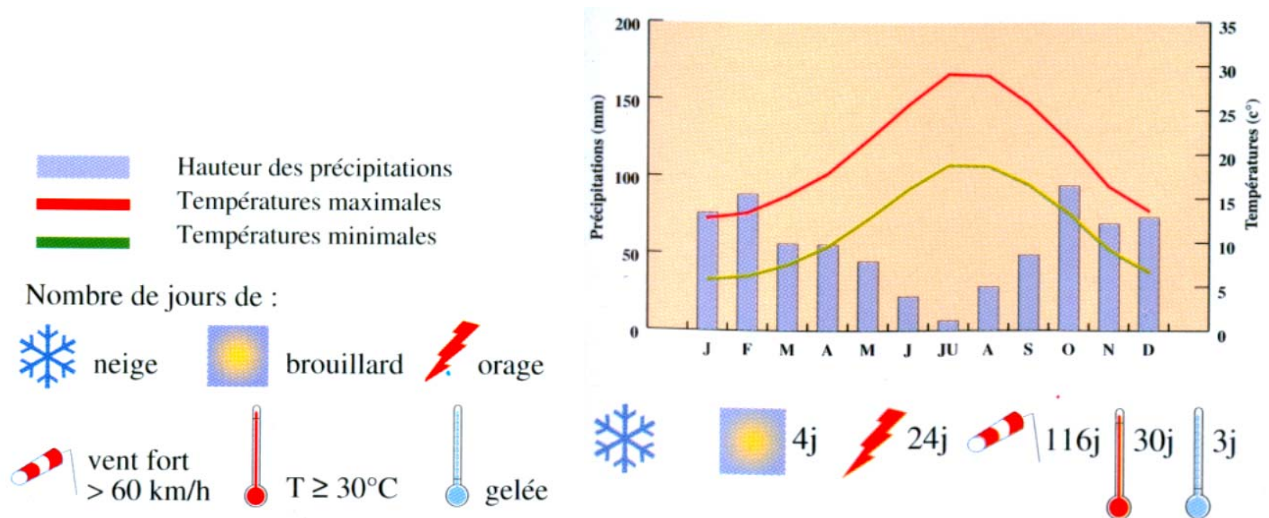 Hauteur des précipitations
Températures maximales
Températures minimales
Nombre de jours de :
neige
brouillard
orage
vent fort
> 60 km/h
T ≥ 30°C
gelée
Précipitations (mm)
200
150
100
50
0
35
30
25
20
15
10
5
0
Températures (c°)
J F M A M J JU A S O N D
4j
24j
116j
30j
3j